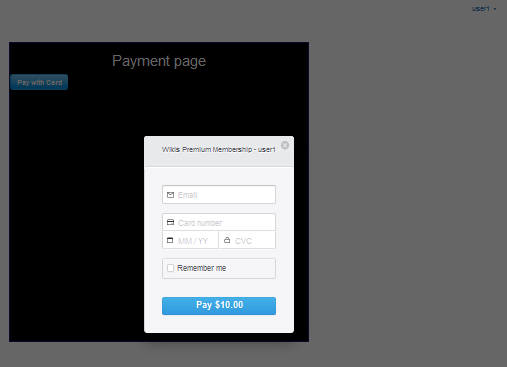 user1
Payment page
Pay with Card
Wikis Premium Membership - user1
Email
Card number
MM / YY
CVC
Remember me
Pay $10.00